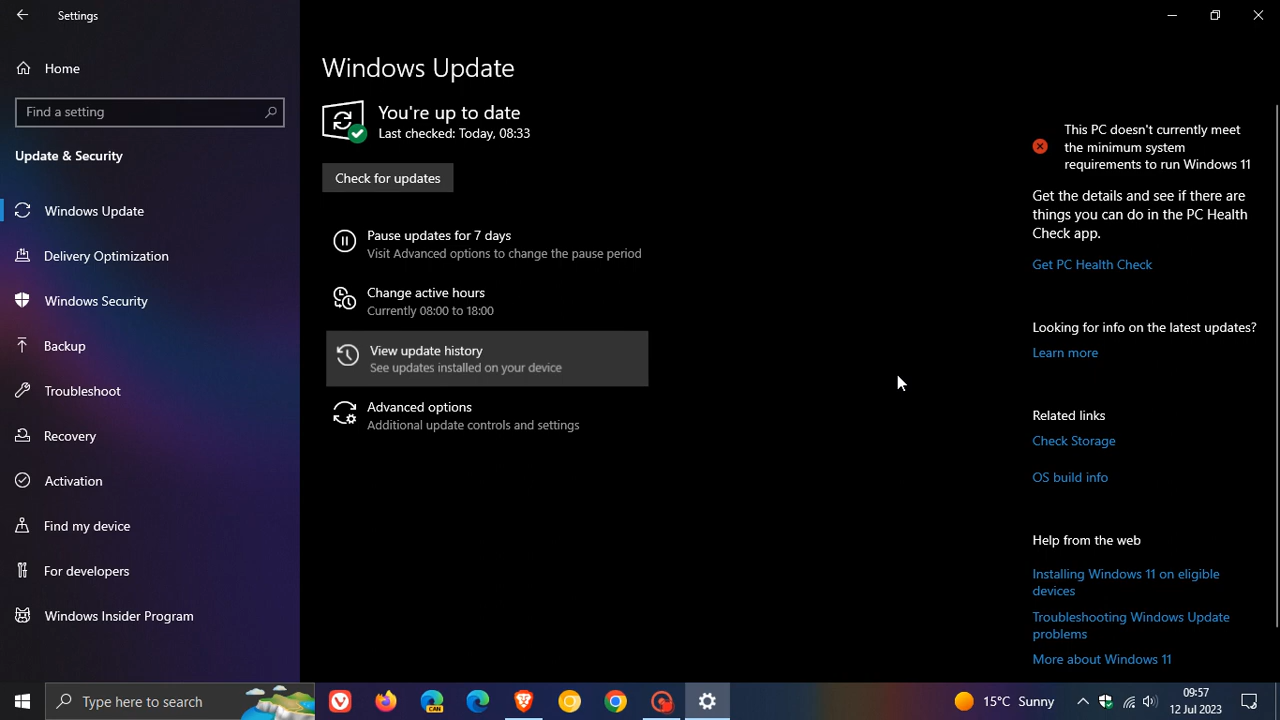 Settings
Home
Find a setting
Update & Security
Windows Update
Delivery Optimization
Windows Security
Backup
Troubleshoot
Recovery
Activation
Find my device
For developers
Windows Insider Program
Windows Update
You're up to date
Last checked: Today, 08:33
Check for updates
Pause updates for 7 days
Visit Advanced options to change the pause period
Change active hours
Currently 08:00 to 18:00
View update history
See updates installed on your device
Advanced options
Additional update controls and settings
This PC doesn't currently meet
the minimum system
requirements to run Windows 11
Get the details and see if there are
things you can do in the PC Health
Check app.
Get PC Health Check
Looking for info on the latest updates?
Learn more
Related links
Check Storage
OS build info
Help from the web
Installing Windows 11 on eligible
devices
Troubleshooting Windows Update
problems
More about Windows 11
Type here to search
CAN
15°C Sunny
09:57
12 Jul 2023